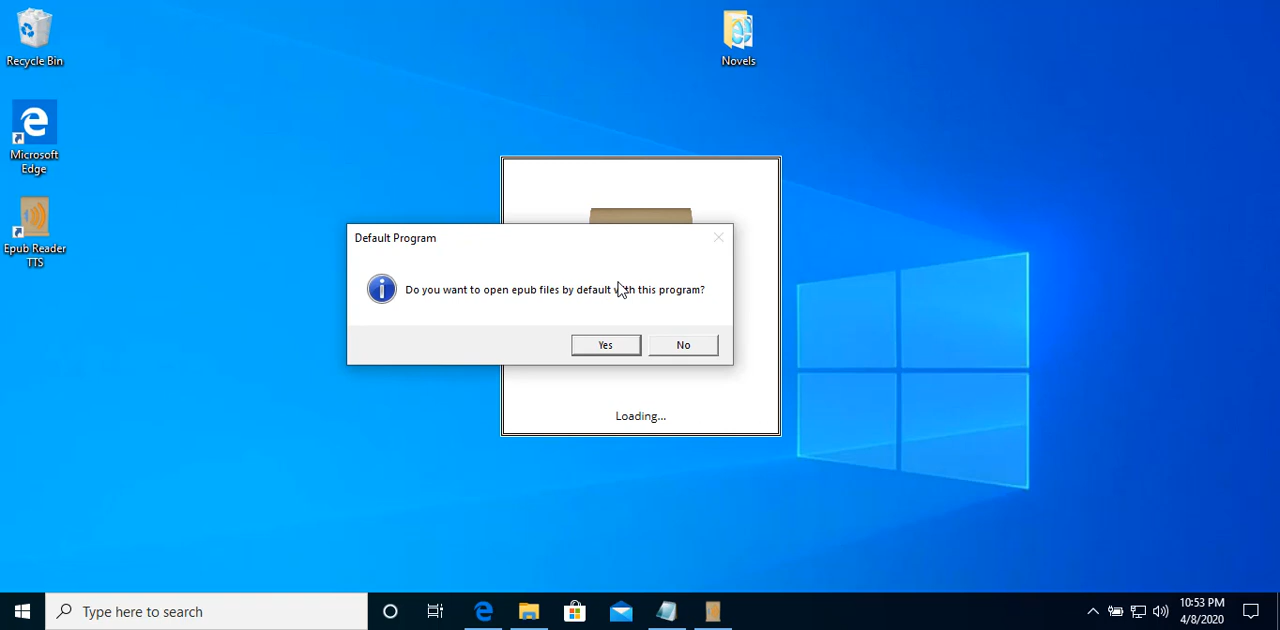 Recycle Bin
Novels
Microsoft
Edge
Epub Reader
TTS
Default Program
Do you want to open epub files by default with this program?
Yes
No
Loading...
Type here to search
10:53 PM
4/8/2020